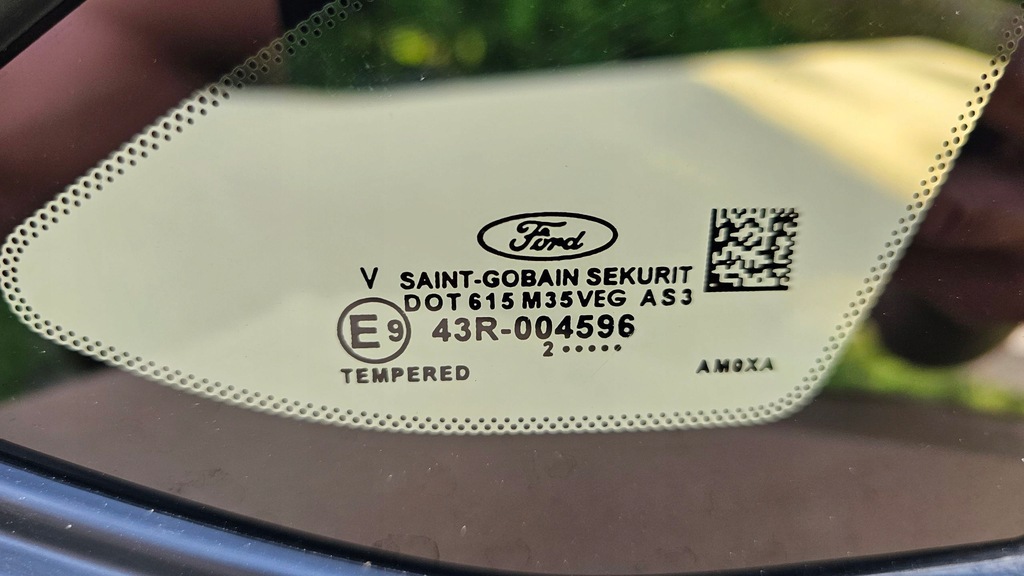 Ford
V SAINT-GOBAIN SEKURIT
DOT 615 M35VEG AS3
E9 43R-004596
2•••••
TEMPERED
AM0XA